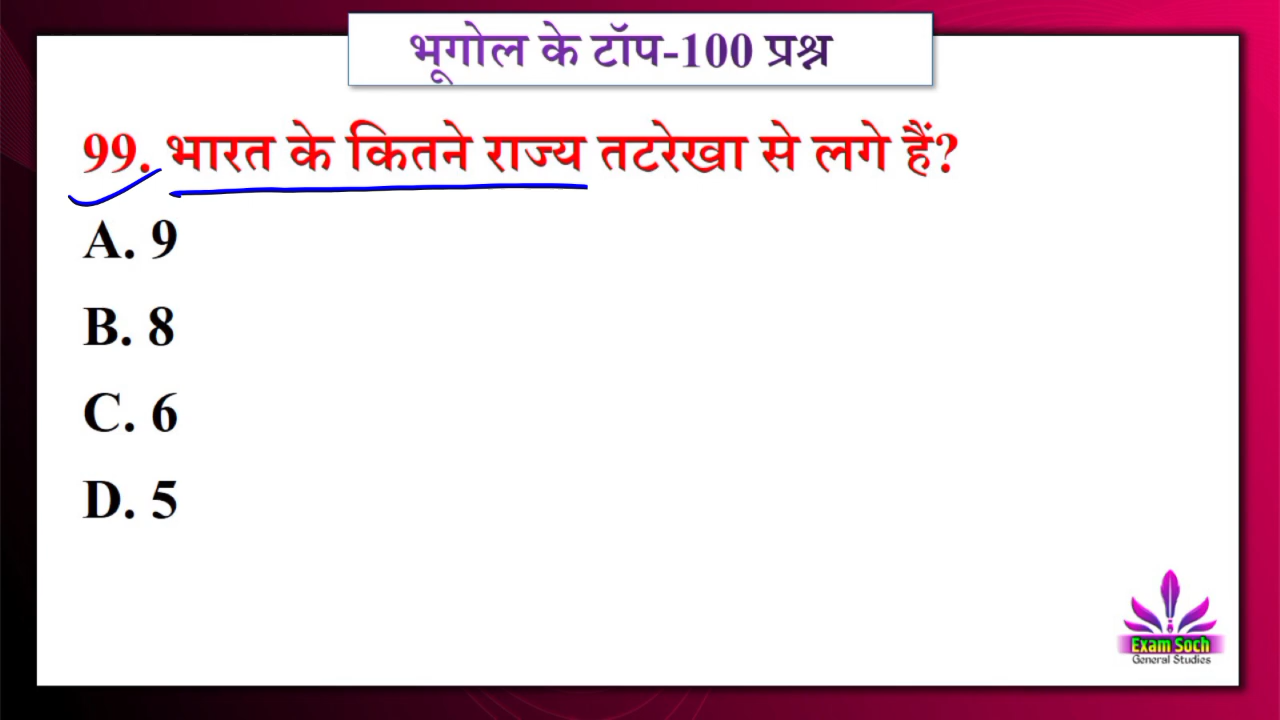 भूगोल के टॉप-100 प्रश्न
99. भारत के कितने राज्य तटरेखा से लगे हैं?
A. 9
B. 8
C. 6
D. 5
Exam Soch
General Studies